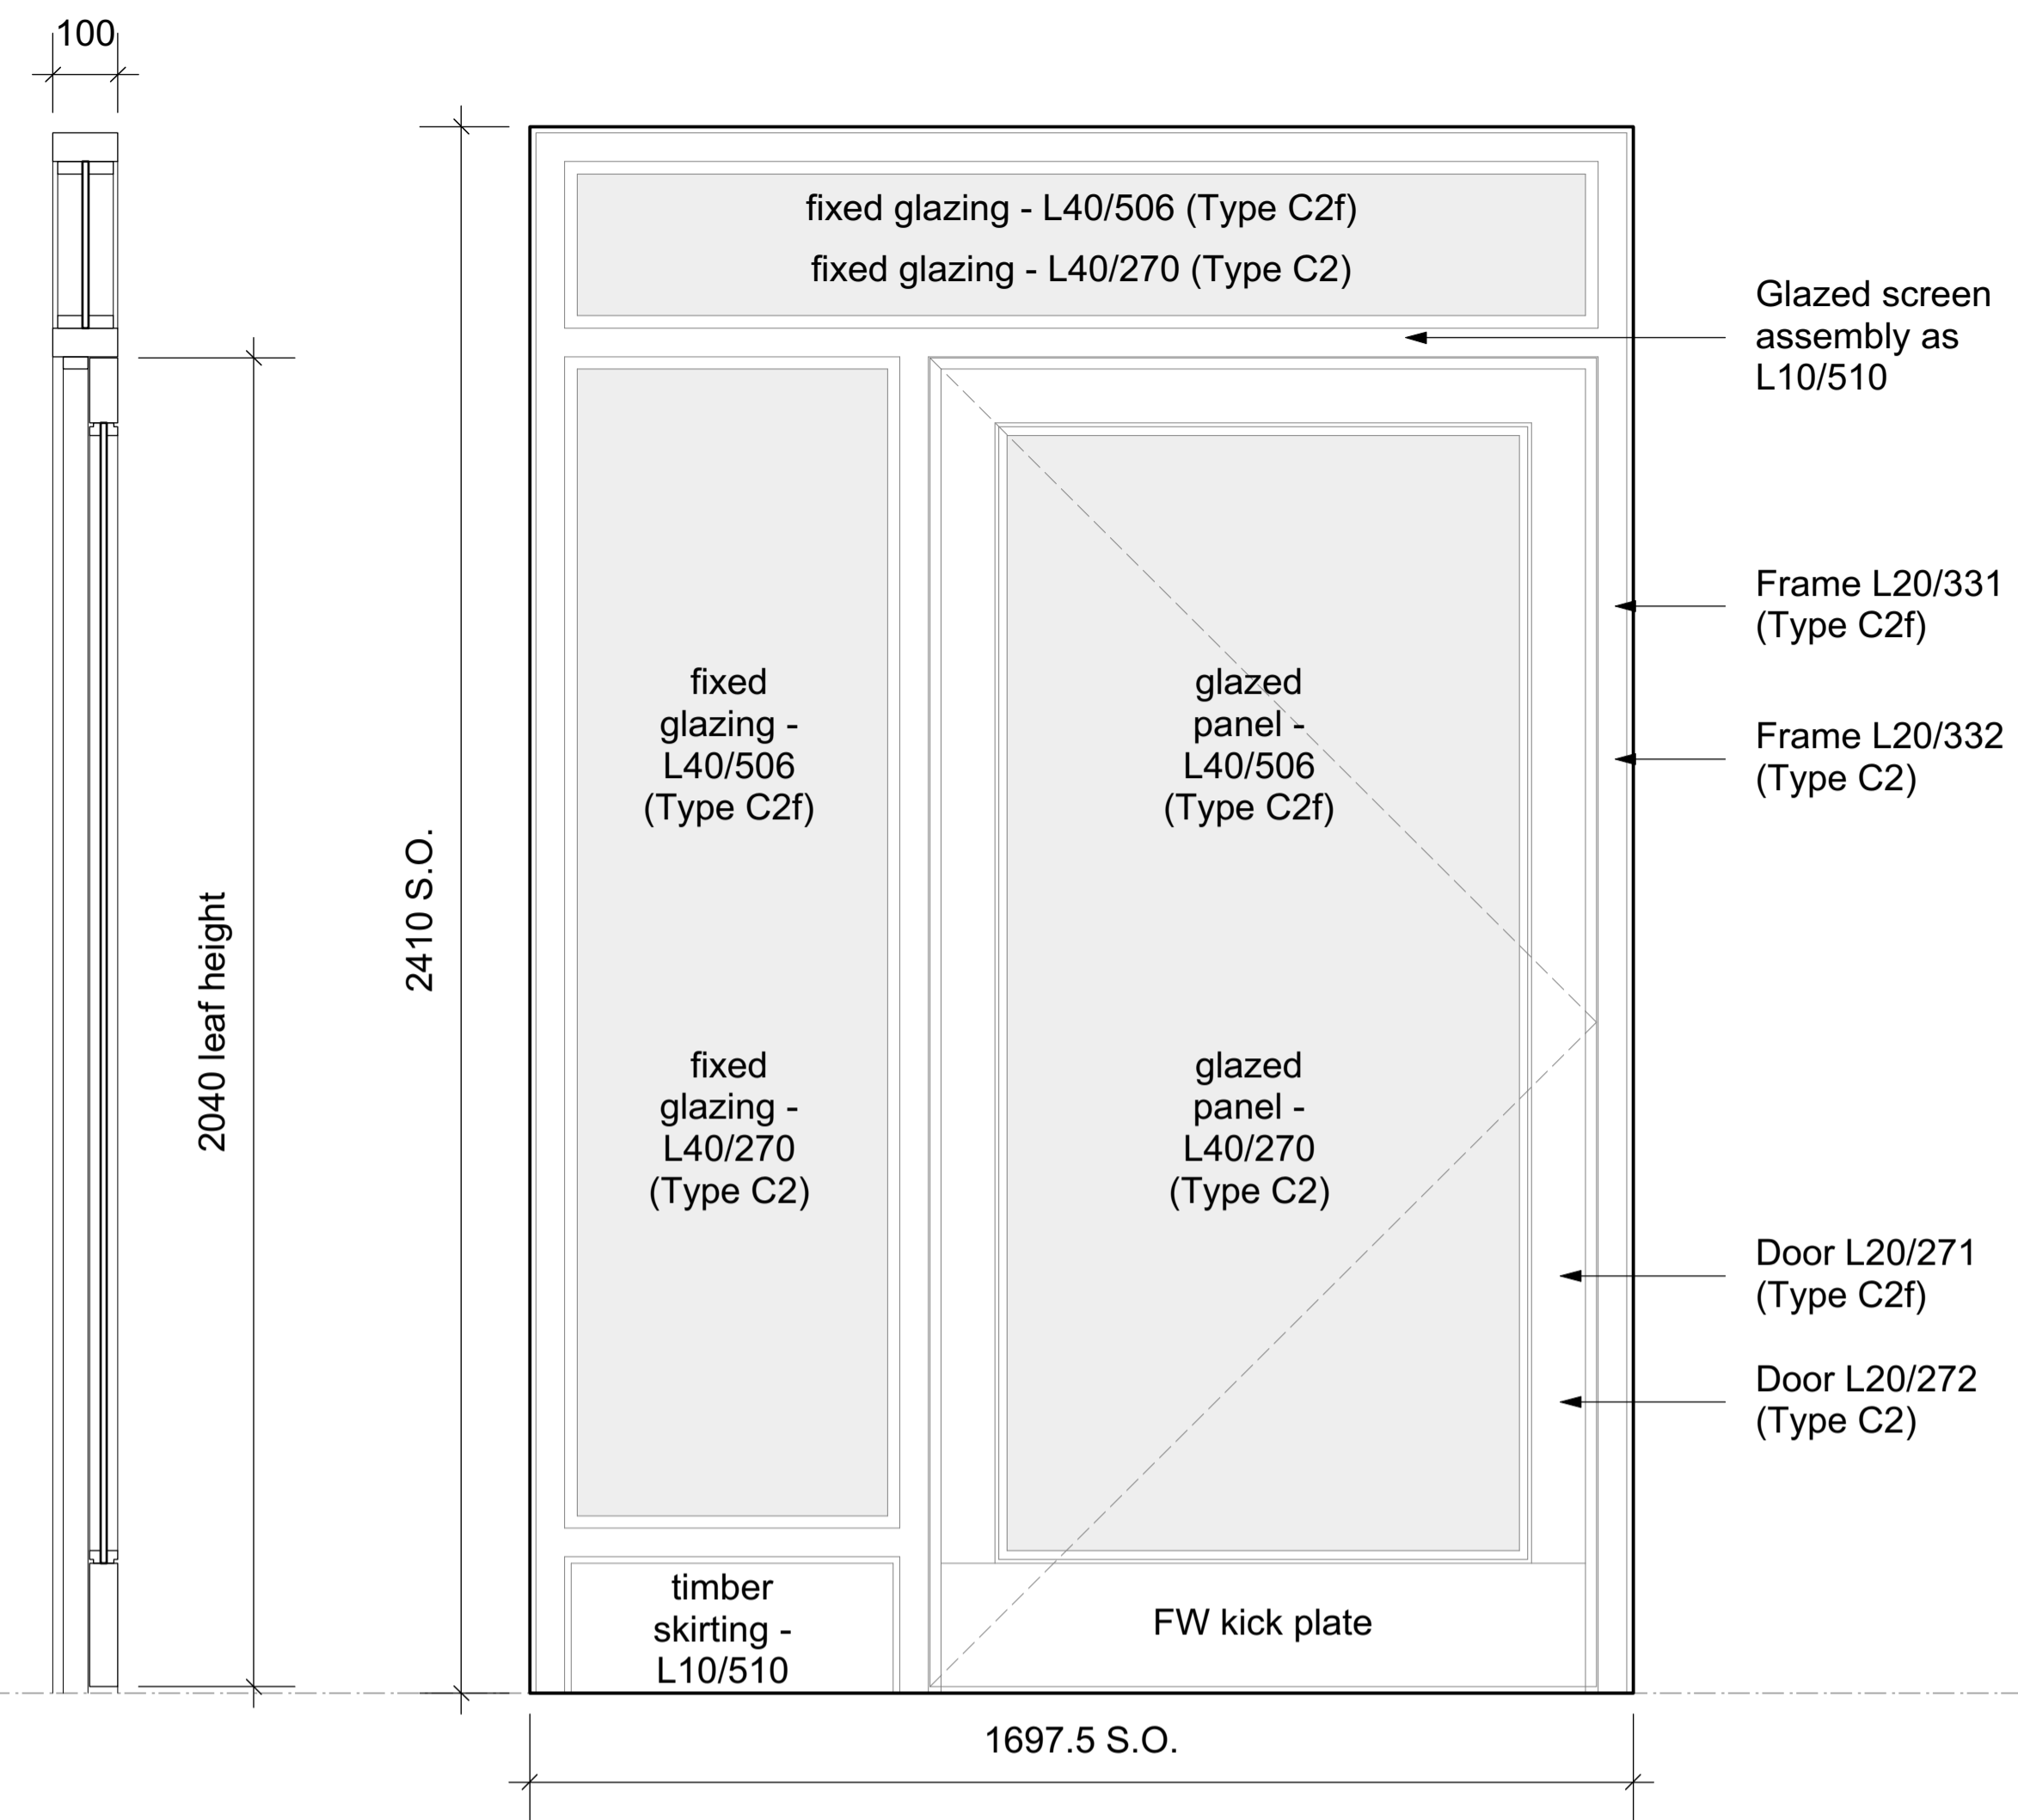 100
fixed glazing - L40/506 (Type C2f)
fixed glazing - L40/270 (Type C2)
Glazed screen
assembly as
L10/510
Frame L20/331
(Type C2f)
Frame L20/332
(Type C2)
fixed
glazing -
L40/506
(Type C2f)
glazed
panel -
L40/506
(Type C2f)
2410 S.O.
2040 leaf height
fixed
glazing -
L40/270
(Type C2)
glazed
panel -
L40/270
(Type C2)
Door L20/271
(Type C2f)
Door L20/272
(Type C2)
timber
skirting -
L10/510
FW kick plate
1697.5 S.O.